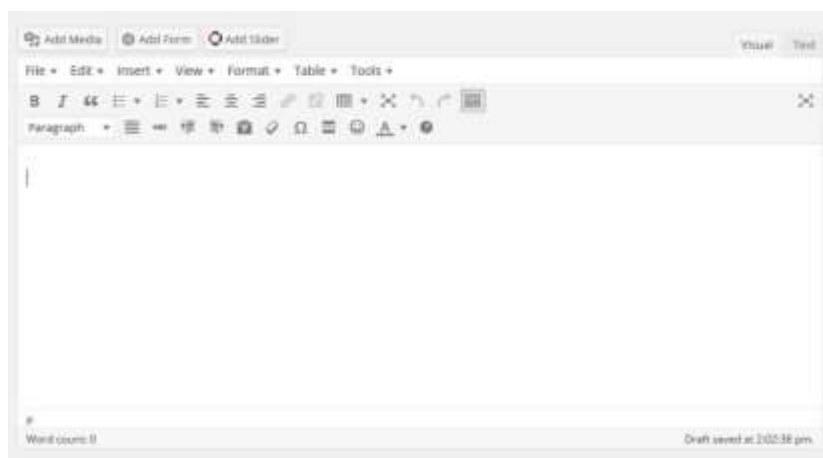 Add Media Add Form Add Slider
Visual Text
File Edit Insert View Format Table Tools
B I
Paragraph Ω A
P
Word count: 0 Draft saved at 2:02:38 pm.